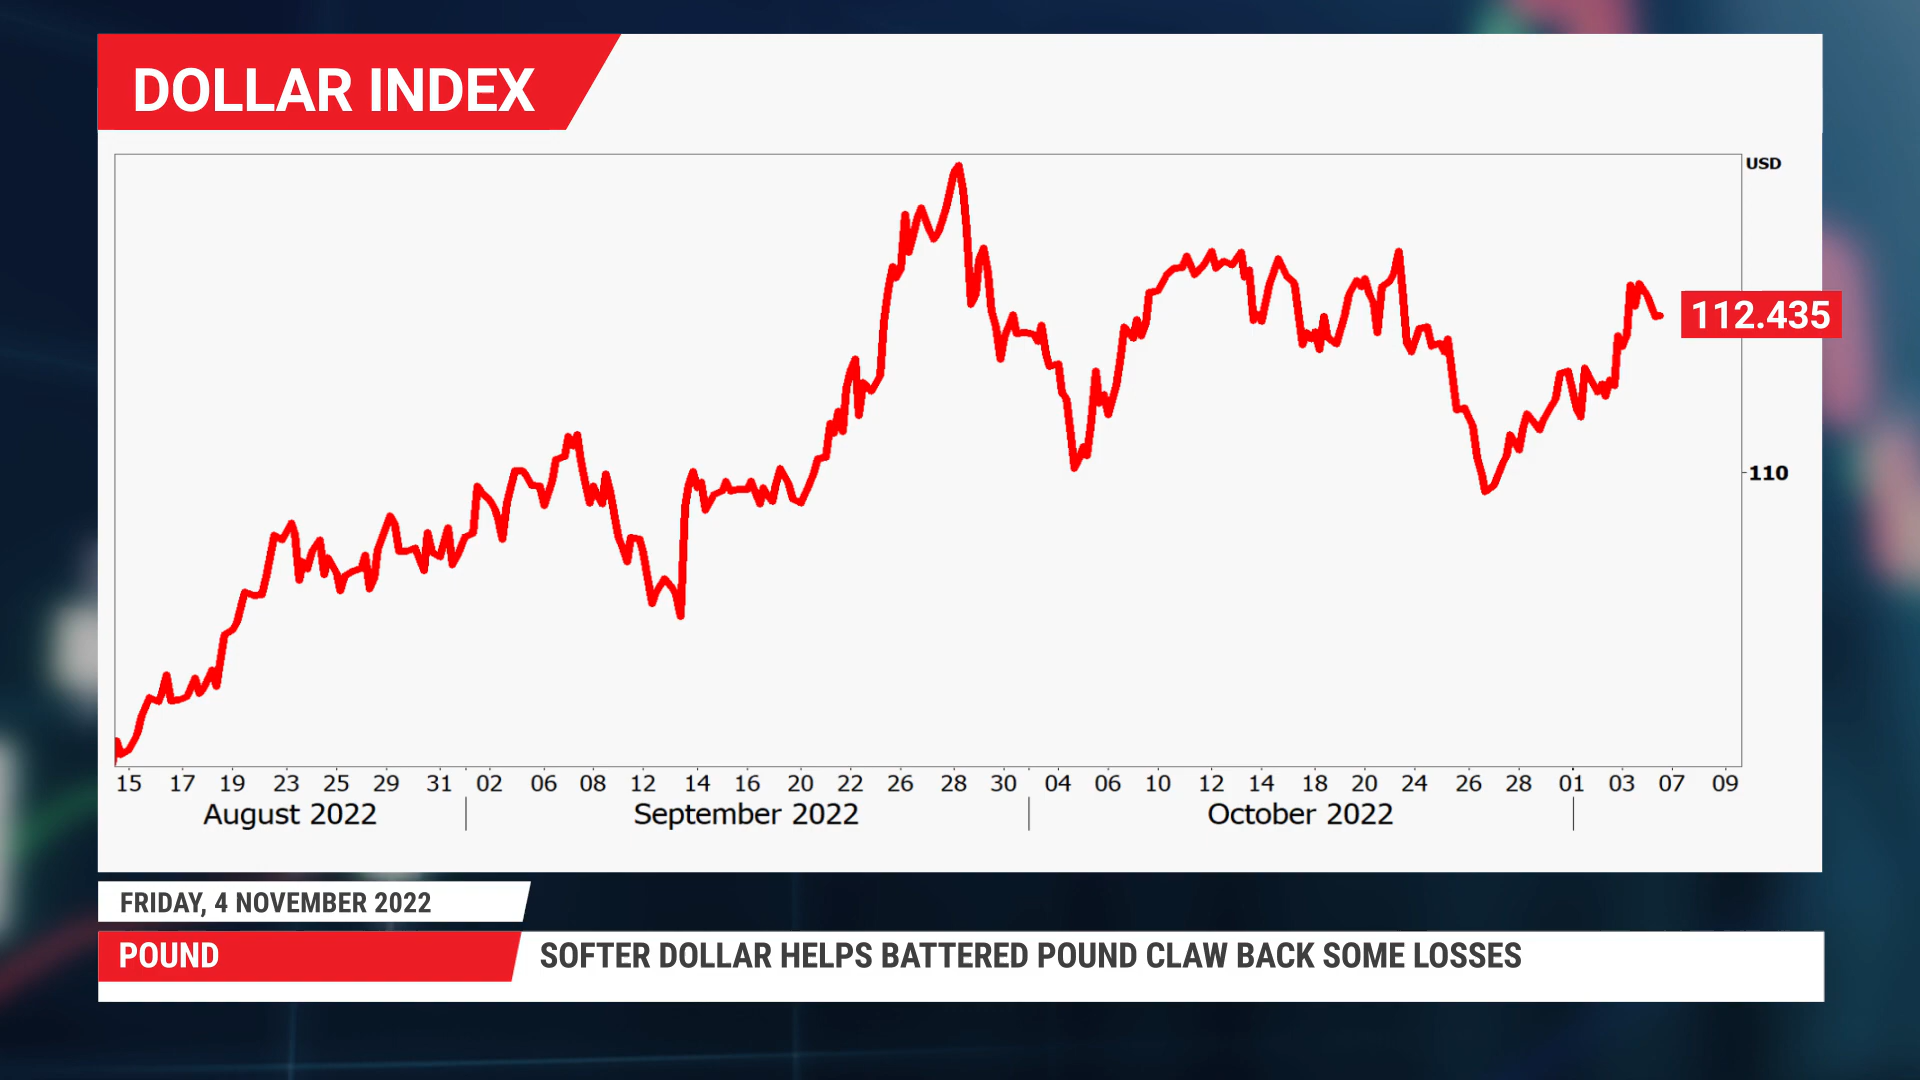 DOLLAR INDEX
USD
112.435
110
15 17 19 23 25 29 31 02 06 08 12 14 16 20 22 26 28 30 04 06 10 12 14 18 20 24 26 28 01 03 07 09
August 2022 September 2022 October 2022
FRIDAY, 4 NOVEMBER 2022
POUND SOFTER DOLLAR HELPS BATTERED POUND CLAW BACK SOME LOSSES